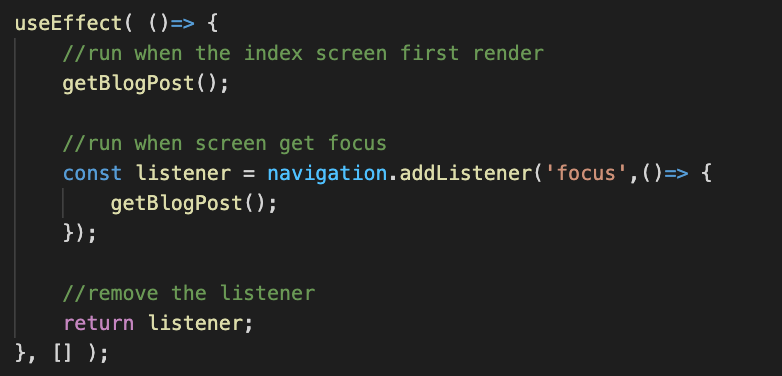 useEffect( ()=> {
    //run when the index screen first render
    getBlogPost();

    //run when screen get focus
    const listener = navigation.addListener('focus',()=> {
        getBlogPost();
    });

    //remove the listener
    return listener;
}, [] );